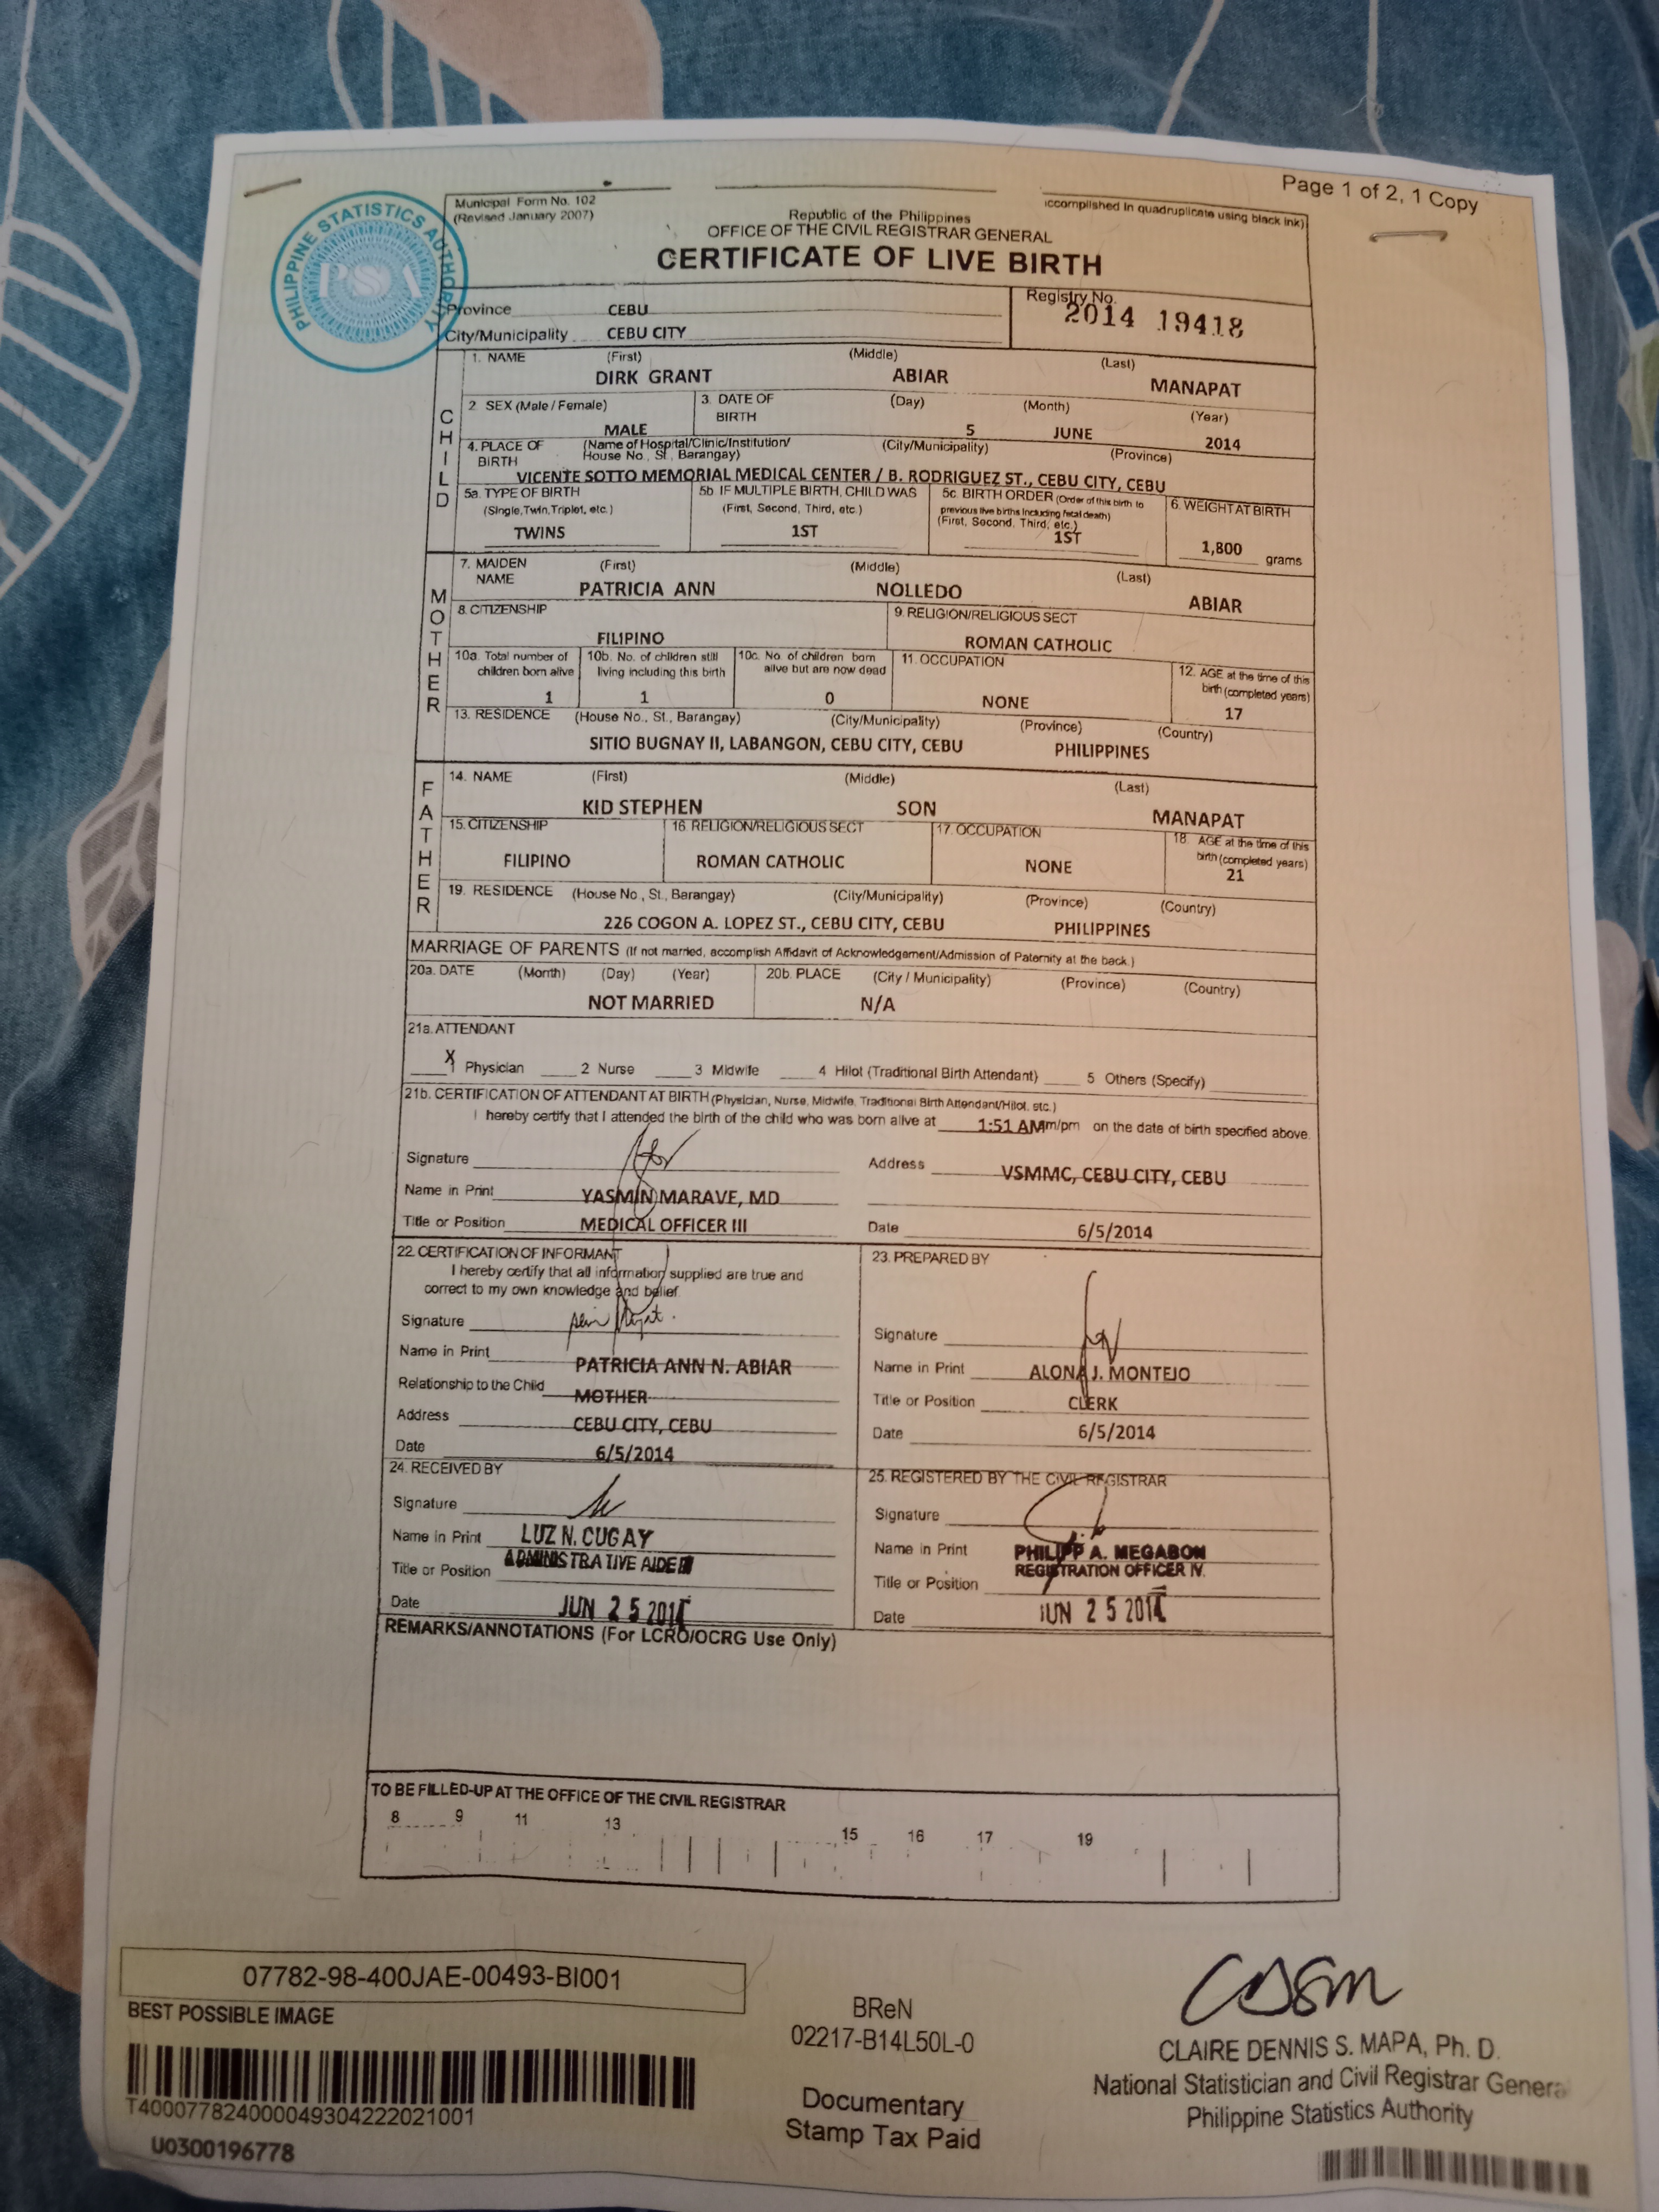 Page 1 of 2, 1 Copy
PHILIPPINE STATISTICS AUTHORITY
PSA
Municipal Form No. 102
(Revised January 2007)
accomplished in quadruplicate using black ink)
Republic of the Philippines
OFFICE OF THE CIVIL REGISTRAR GENERAL
CERTIFICATE OF LIVE BIRTH
Province CEBU
City/Municipality CEBU CITY
Registry No.
2014 19418
CHILD
1. NAME (First) (Middle) (Last)
DIRK GRANT ABIAR MANAPAT
2 SEX (Male / Female) 3. DATE OF BIRTH (Day) (Month) (Year)
MALE 5 JUNE 2014
4. PLACE OF BIRTH (Name of Hospital/Clinic/Institution/ House No., St., Barangay) (City/Municipality) (Province)
VICENTE SOTTO MEMORIAL MEDICAL CENTER / B. RODRIGUEZ ST., CEBU CITY, CEBU
5a. TYPE OF BIRTH (Single,Twin,Triplet, etc.)
TWINS
5b IF MULTIPLE BIRTH, CHILD WAS (First, Second, Third, etc.)
1ST
5c. BIRTH ORDER (Order of this birth to previous live births including fetal death) (First, Second, Third, etc.)
1ST
6. WEIGHT AT BIRTH
1,800 grams
MOTHER
7. MAIDEN NAME (First) (Middle) (Last)
PATRICIA ANN NOLLEDO ABIAR
8. CITIZENSHIP
FILIPINO
9. RELIGION/RELIGIOUS SECT
ROMAN CATHOLIC
10a. Total number of children born alive
1
10b. No. of children still living including this birth
1
10c. No. of children born alive but are now dead
0
11. OCCUPATION
NONE
12. AGE at the time of this birth (completed years)
17
13. RESIDENCE (House No., St., Barangay) (City/Municipality) (Province) (Country)
SITIO BUGNAY II, LABANGON, CEBU CITY, CEBU PHILIPPINES
FATHER
14. NAME (First) (Middle) (Last)
KID STEPHEN SON MANAPAT
15. CITIZENSHIP
FILIPINO
16. RELIGION/RELIGIOUS SECT
ROMAN CATHOLIC
17. OCCUPATION
NONE
18. AGE at the time of this birth (completed years)
21
19. RESIDENCE (House No., St., Barangay) (City/Municipality) (Province) (Country)
226 COGON A. LOPEZ ST., CEBU CITY, CEBU PHILIPPINES
MARRIAGE OF PARENTS (If not married, accomplish Affidavit of Acknowledgement/Admission of Paternity at the back.)
20a. DATE (Month) (Day) (Year) 20b. PLACE (City / Municipality) (Province) (Country)
NOT MARRIED N/A
21a. ATTENDANT
X 1 Physician 2 Nurse 3 Midwife 4 Hilot (Traditional Birth Attendant) 5 Others (Specify)
21b. CERTIFICATION OF ATTENDANT AT BIRTH (Physician, Nurse, Midwife, Traditional Birth Attendant/Hilot, etc.)
I hereby certify that I attended the birth of the child who was born alive at 1:51 AM m/pm on the date of birth specified above.
Signature
Address VSMMC, CEBU CITY, CEBU
Name in Print YASMIN MARAVE, MD
Title or Position MEDICAL OFFICER III
Date 6/5/2014
22. CERTIFICATION OF INFORMANT
I hereby certify that all information supplied are true and
correct to my own knowledge and belief.
Signature
Name in Print PATRICIA ANN N. ABIAR
Relationship to the Child MOTHER
Address CEBU CITY, CEBU
Date 6/5/2014
23. PREPARED BY
Signature
Name in Print ALONA J. MONTEJO
Title or Position CLERK
Date 6/5/2014
24. RECEIVED BY
Signature
Name in Print LUZ N. CUGAY
Title or Position ADMINISTRATIVE AIDE
Date JUN 25 2014
25. REGISTERED BY THE CIVIL REGISTRAR
Signature
Name in Print PHILIPP A. MEGABON
REGISTRATION OFFICER IV.
Title or Position
Date JUN 25 2014
REMARKS/ANNOTATIONS (For LCRO/OCRG Use Only)
TO BE FILLED-UP AT THE OFFICE OF THE CIVIL REGISTRAR
8 9 11 13 15 16 17 19
07782-98-400JAE-00493-BI001
BEST POSSIBLE IMAGE
T400077824000049304222021001
U0300196778
BReN
02217-B14L50L-0
Documentary
Stamp Tax Paid
CLAIRE DENNIS S. MAPA, Ph. D.
National Statistician and Civil Registrar General
Philippine Statistics Authority